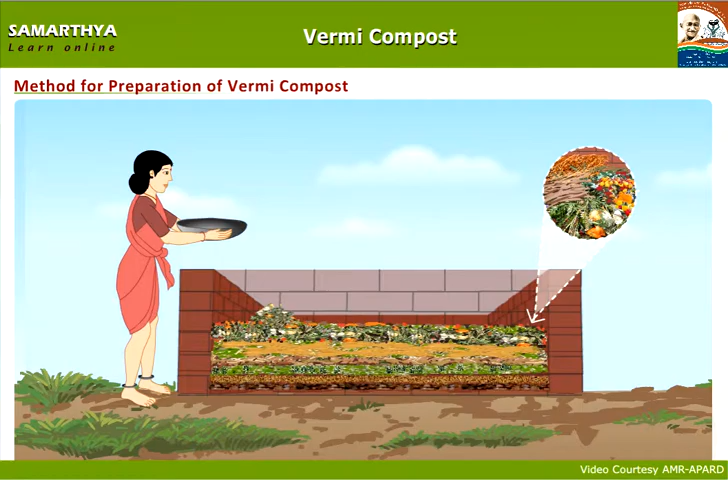 SAMARTHYA
Learn online
Vermi Compost
Method for Preparation of Vermi Compost
Video Courtesy AMR-APARD